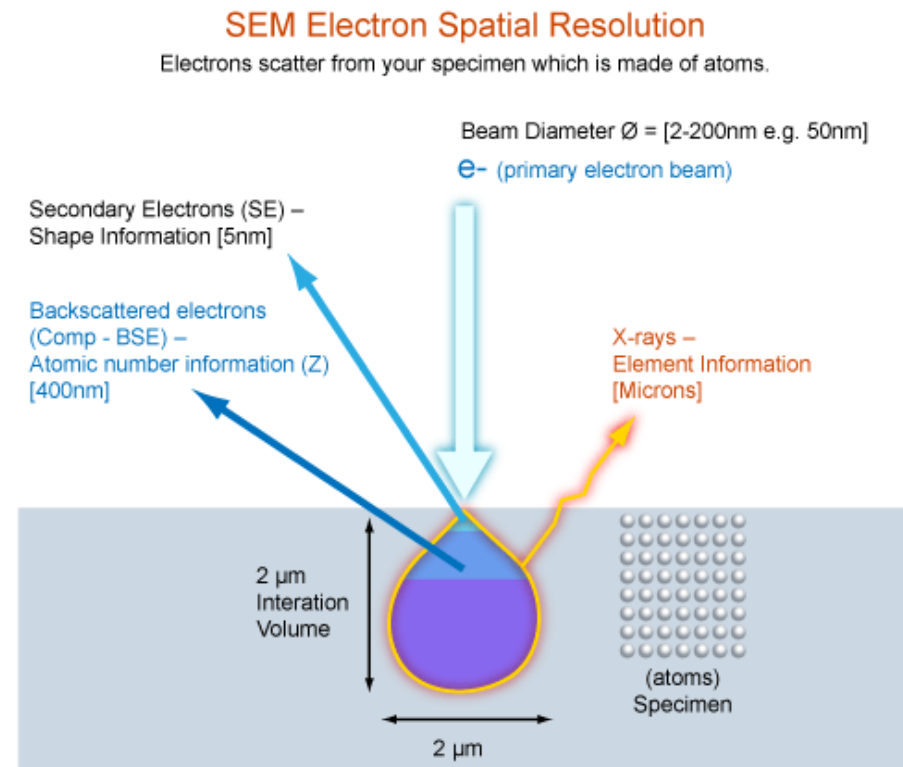 SEM Electron Spatial Resolution
Electrons scatter from your specimen which is made of atoms.
Beam Diameter Ø = [2-200nm e.g. 50nm]
e- (primary electron beam)
Secondary Electrons (SE) –
Shape Information [5nm]
Backscattered electrons
(Comp - BSE) –
Atomic number information (Z)
[400nm]
X-rays –
Element Information
[Microns]
2 µm
Interation
Volume
(atoms)
Specimen
2 µm